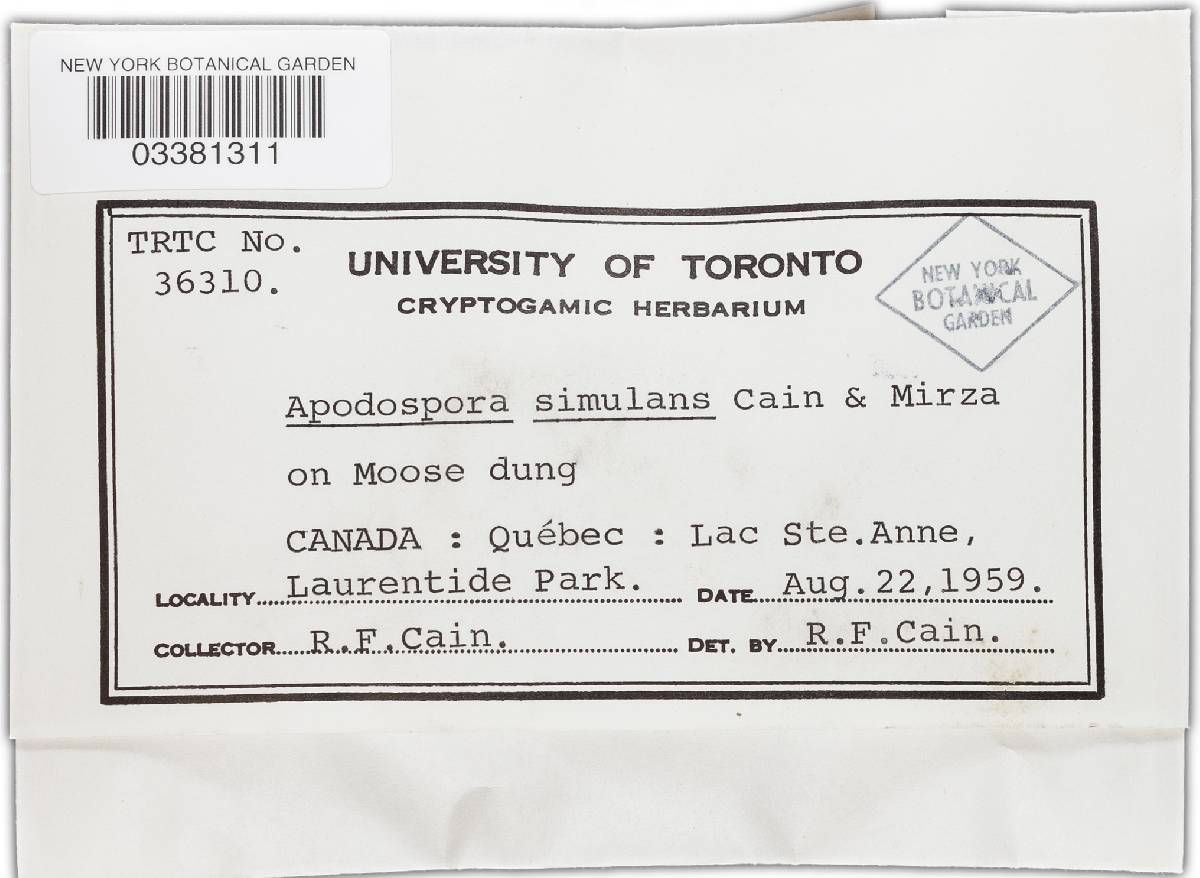 NEW YORK BOTANICAL GARDEN
03381311
TRTC No.
36310.
UNIVERSITY OF TORONTO
CRYPTOGAMIC HERBARIUM
NEW YORK
BOTANICAL
GARDEN
Apodospora simulans Cain & Mirza
on Moose dung
CANADA : Québec : Lac Ste.Anne,
LOCALITY Laurentide Park. DATE Aug.22,1959.
COLLECTOR R.F.Cain. DET. BY R.F.Cain.